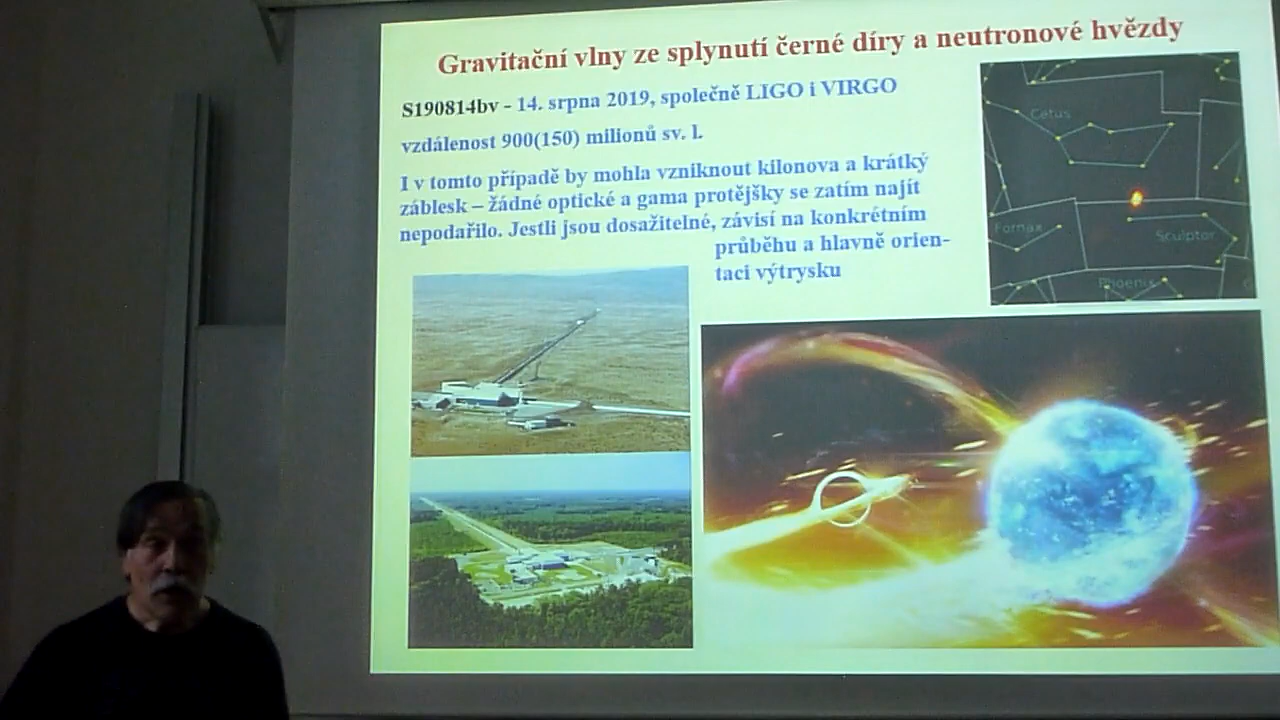 Gravitační vlny ze splynutí černé díry a neutronové hvězdy
S190814bv - 14. srpna 2019, společně LIGO i VIRGO
vzdálenost 900(150) milionů sv. l.
I v tomto případě by mohla vzniknout kilonova a krátký
záblesk – žádné optické a gama protějšky se zatím najít
nepodařilo. Jestli jsou dosažitelné, závisí na konkrétním
průběhu a hlavně orien-
taci výtrysku
Cetus
Fornax
Sculptor
Phoenix